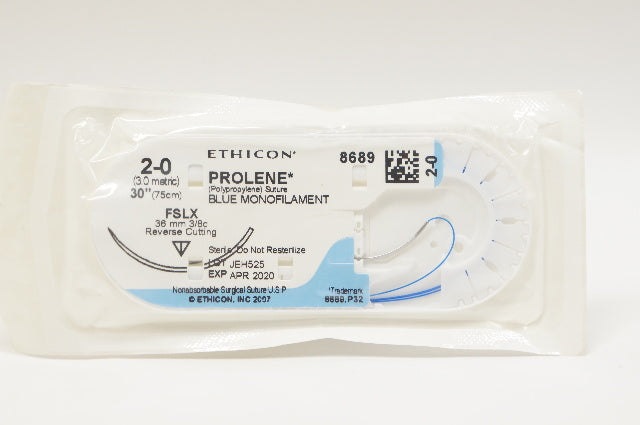 ETHICON*
8689
2-0
2-0
(3.0 metric)
30" (75cm)
PROLENE*
(Polypropylene) Suture
BLUE MONOFILAMENT
FSLX
36 mm 3/8c
Reverse Cutting
Sterile. Do Not Resterilize
LOT JEH525
EXP APR 2020
Nonabsorbable Surgical Suture U.S.P.
© ETHICON, INC 2007
*Trademark
8689.P32